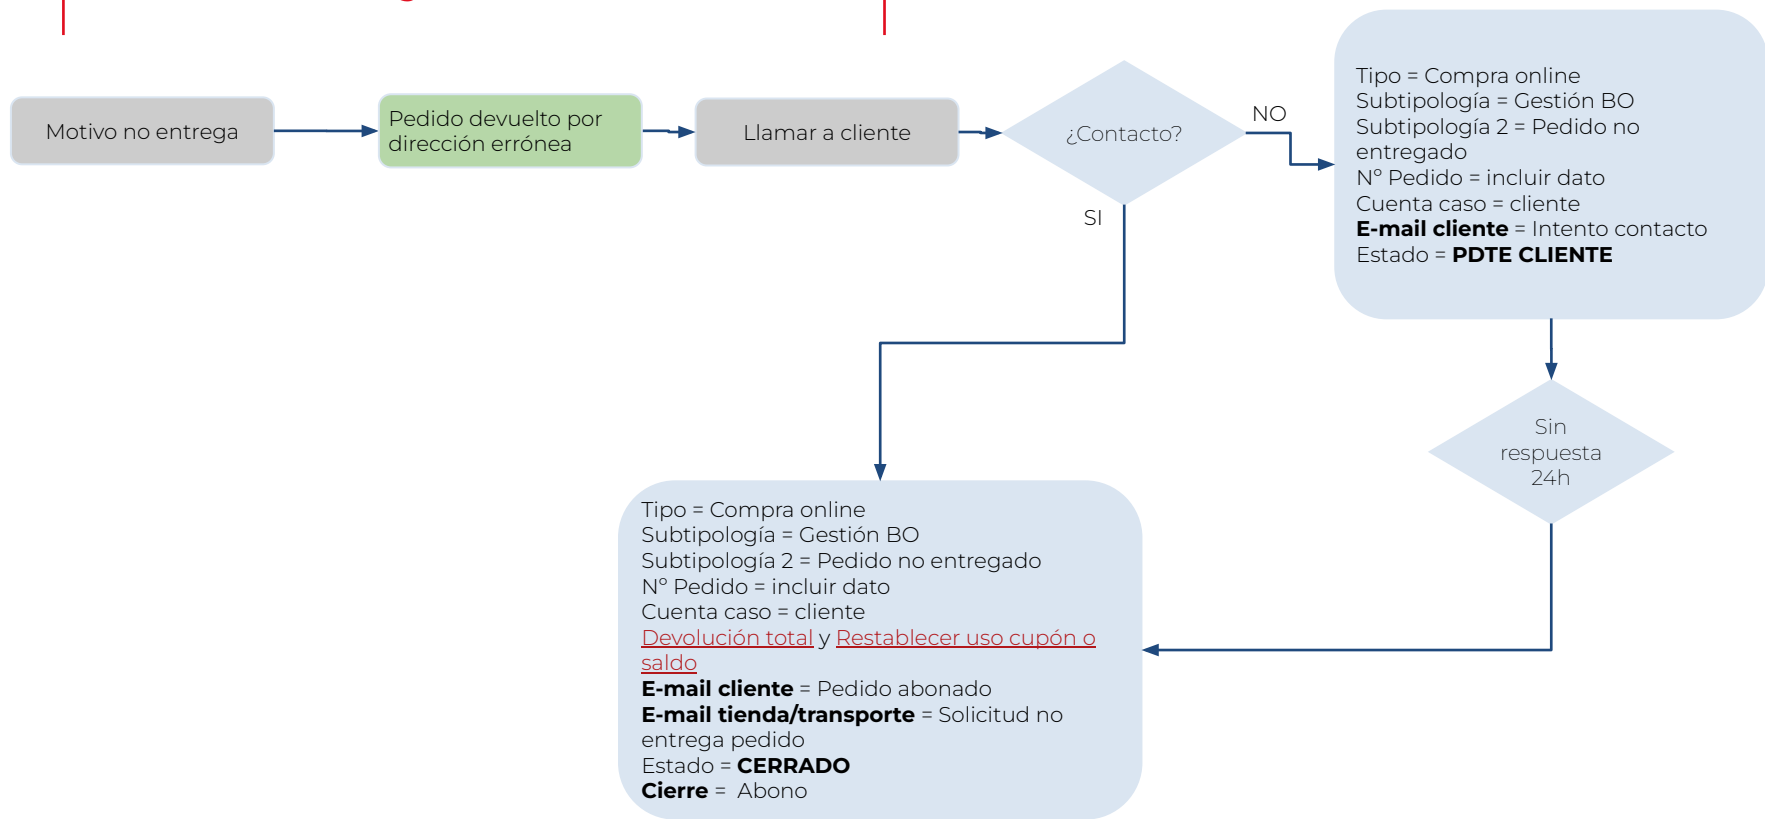 Motivo no entrega
Pedido devuelto por
dirección errónea
Llamar a cliente
¿Contacto?
NO
SI
Tipo = Compra online
Subtipología = Gestión BO
Subtipología 2 = Pedido no
entregado
Nº Pedido = incluir dato
Cuenta caso = cliente
E-mail cliente = Intento contacto
Estado = PDTE CLIENTE
Sin
respuesta
24h
Tipo = Compra online
Subtipología = Gestión BO
Subtipología 2 = Pedido no entregado
Nº Pedido = incluir dato
Cuenta caso = cliente
Devolución total y Restablecer uso cupón o
saldo
E-mail cliente = Pedido abonado
E-mail tienda/transporte = Solicitud no
entrega pedido
Estado = CERRADO
Cierre = Abono